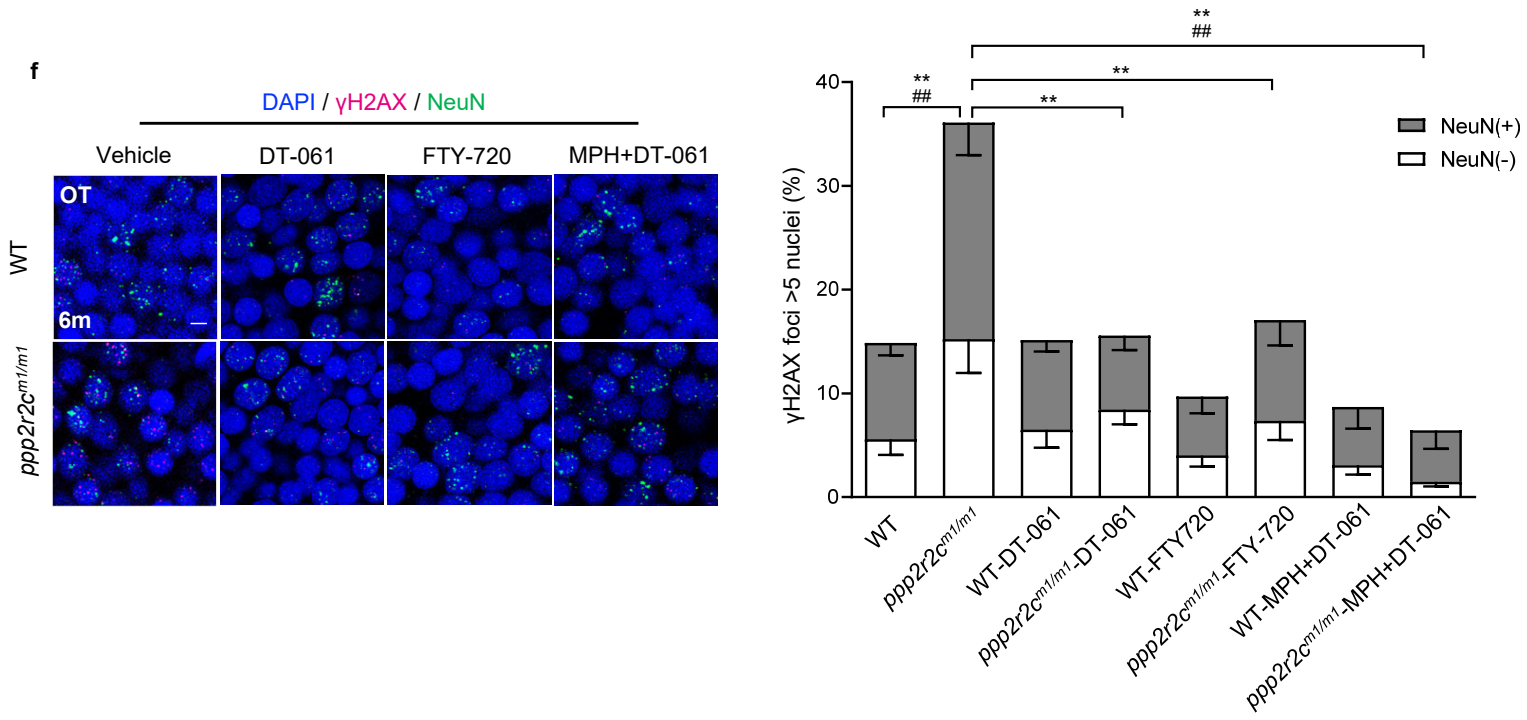 f
DAPI / γH2AX / NeuN
Vehicle
DT-061
FTY-720
MPH+DT-061
WT
OT
6m
ppp2r2c^m1/m1
**
##
**
**
##
**
40
30
20
10
0
γH2AX foci >5 nuclei (%)
NeuN(+)
NeuN(-)
WT
ppp2r2c^m1/m1
WT-DT-061
ppp2r2c^m1/m1-DT-061
WT-FTY720
ppp2r2c^m1/m1-FTY-720
WT-MPH+DT-061
ppp2r2c^m1/m1-MPH+DT-061